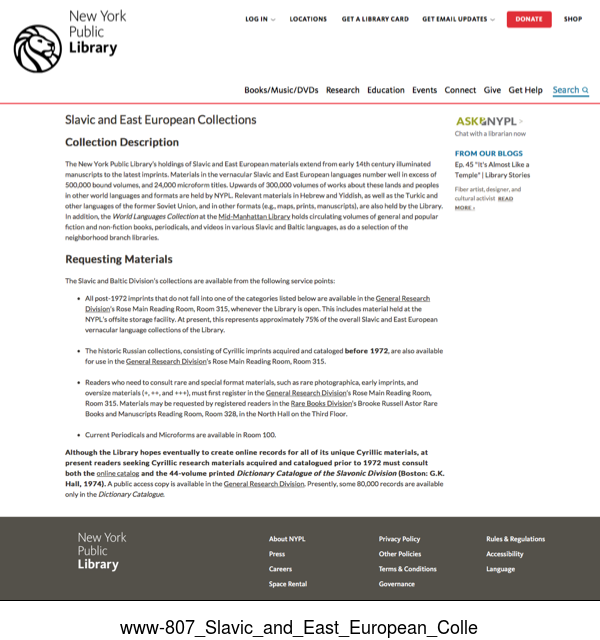 New York
Public
Library
LOG IN
LOCATIONS
GET A LIBRARY CARD
GET EMAIL UPDATES
DONATE
SHOP
Books/Music/DVDs Research Education Events Connect Give Get Help Search
Slavic and East European Collections
Collection Description
The New York Public Library's holdings of Slavic and East European materials extend from early 14th century illuminated
manuscripts to the latest imprints. Materials in the vernacular Slavic and East European languages number well in excess of
500,000 bound volumes, and 24,000 microform titles. Upwards of 300,000 volumes of works about these lands and peoples
in other world languages and formats are held by NYPL. Relevant materials in Hebrew and Yiddish, as well as the Turkic and
other languages of the former Soviet Union, and in other formats (e.g., maps, prints, manuscripts), are also held by the Library.
In addition, the World Languages Collection at the Mid-Manhattan Library holds circulating volumes of general and popular
fiction and non-fiction books, periodicals, and videos in various Slavic and Baltic languages, as do a selection of the
neighborhood branch libraries.
Requesting Materials
The Slavic and Baltic Division's collections are available from the following service points:
• All post-1972 imprints that do not fall into one of the categories listed below are available in the General Research
Division's Rose Main Reading Room, Room 315, whenever the Library is open. This includes material held at the
NYPL's offsite storage facility. At present, this represents approximately 75% of the overall Slavic and East European
vernacular language collections of the Library.
• The historic Russian collections, consisting of Cyrillic imprints acquired and cataloged before 1972, are also available
for use in the General Research Division's Rose Main Reading Room, Room 315.
• Readers who need to consult rare and special format materials, such as rare photographica, early imprints, and
oversize materials (+, ++, and +++), must first register in the General Research Division's Rose Main Reading Room,
Room 315. Materials may be requested by registered readers in the Rare Books Division's Brooke Russell Astor Rare
Books and Manuscripts Reading Room, Room 328, in the North Hall on the Third Floor.
• Current Periodicals and Microforms are available in Room 100.
Although the Library hopes eventually to create online records for all of its unique Cyrillic materials, at
present readers seeking Cyrillic research materials acquired and catalogued prior to 1972 must consult
both the online catalog and the 44-volume printed Dictionary Catalogue of the Slavonic Division (Boston: G.K.
Hall, 1974). A public access copy is available in the General Research Division. Presently, some 80,000 records are available
only in the Dictionary Catalogue.
ASK NYPL >
Chat with a librarian now
FROM OUR BLOGS
Ep. 45 "It's Almost Like a
Temple" | Library Stories
Fiber artist, designer, and
cultural activist READ
MORE ›
New York
Public
Library
About NYPL
Press
Careers
Space Rental
Privacy Policy
Other Policies
Terms & Conditions
Governance
Rules & Regulations
Accessibility
Language
www-807_Slavic_and_East_European_Colle